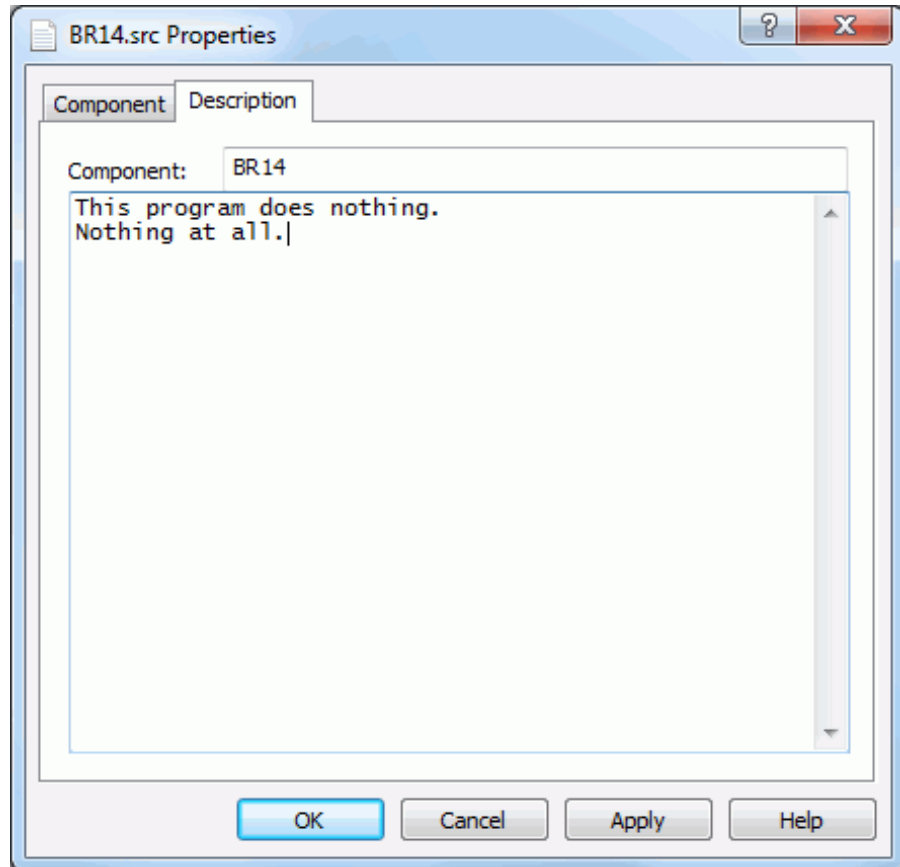 BR14.src Properties
Component Description
Component: BR14
This program does nothing.
Nothing at all.
OK Cancel Apply Help